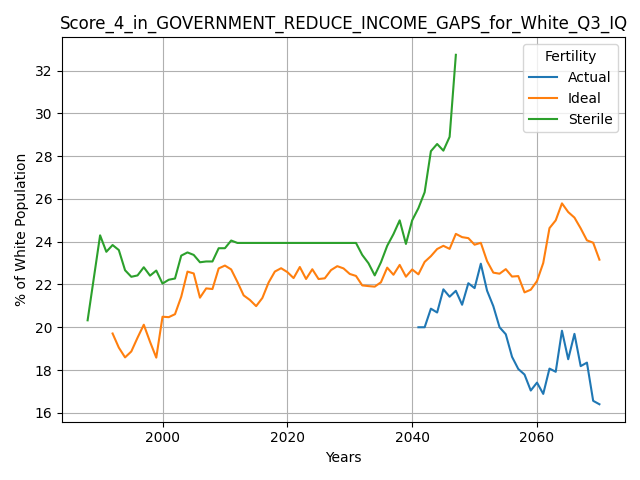 Score_4_in_GOVERNMENT_REDUCE_INCOME_GAPS_for_White_Q3_IQ
Fertility
Actual
Ideal
Sterile
% of White Population
32
30
28
26
24
22
20
18
16
2000
2020
2040
2060
Years